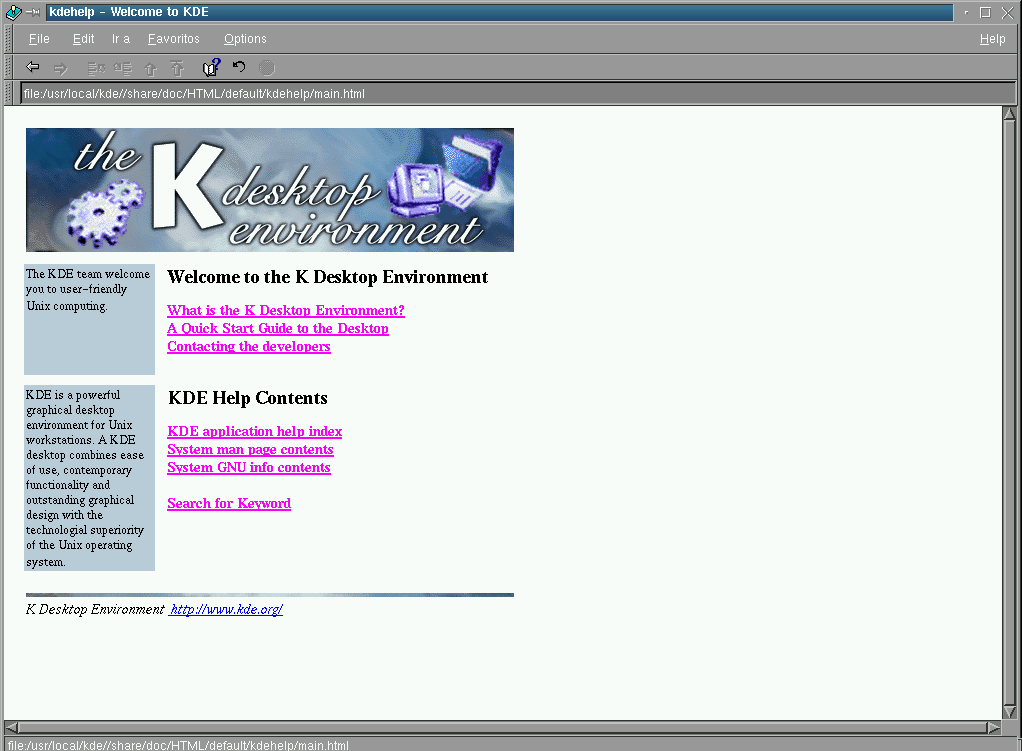 kdehelp - Welcome to KDE
File Edit Ir a Favoritos Options Help
file:/usr/local/kde//share/doc/HTML/default/kdehelp/main.html
the K desktop environment
The KDE team welcome
you to user-friendly
Unix computing.
Welcome to the K Desktop Environment
What is the K Desktop Environment?
A Quick Start Guide to the Desktop
Contacting the developers
KDE is a powerful
graphical desktop
environment for Unix
workstations. A KDE
desktop combines ease
of use, contemporary
functionality and
outstanding graphical
design with the
technologial superiority
of the Unix operating
system.
KDE Help Contents
KDE application help index
System man page contents
System GNU info contents
Search for Keyword
K Desktop Environment http://www.kde.org/
file:/usr/local/kde//share/doc/HTML/default/kdehelp/main.html